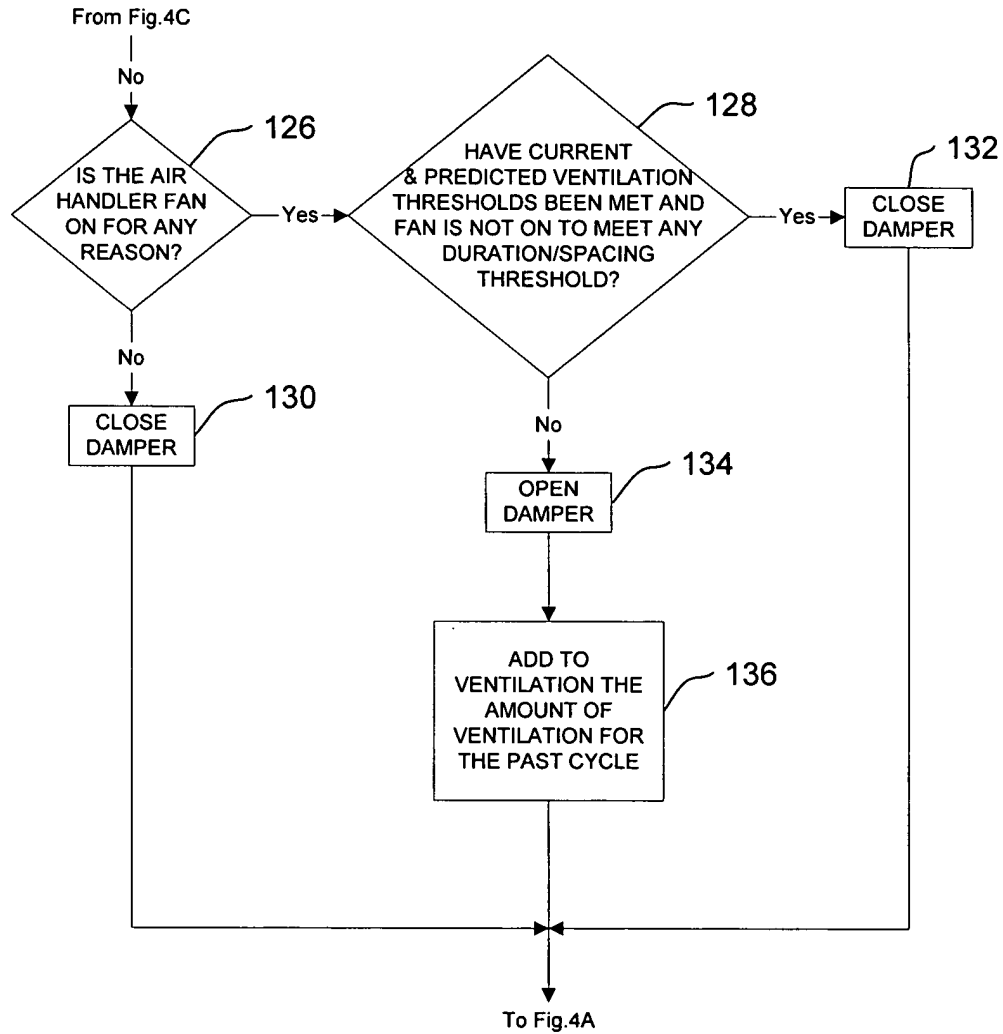 From Fig.4C
No
126
IS THE AIR
HANDLER FAN
ON FOR ANY
REASON?
Yes
128
HAVE CURRENT
& PREDICTED VENTILATION
THRESHOLDS BEEN MET AND
FAN IS NOT ON TO MEET ANY
DURATION/SPACING
THRESHOLD?
Yes
132
CLOSE
DAMPER
No
130
CLOSE
DAMPER
No
134
OPEN
DAMPER
136
ADD TO
VENTILATION THE
AMOUNT OF
VENTILATION FOR
THE PAST CYCLE
To Fig.4A